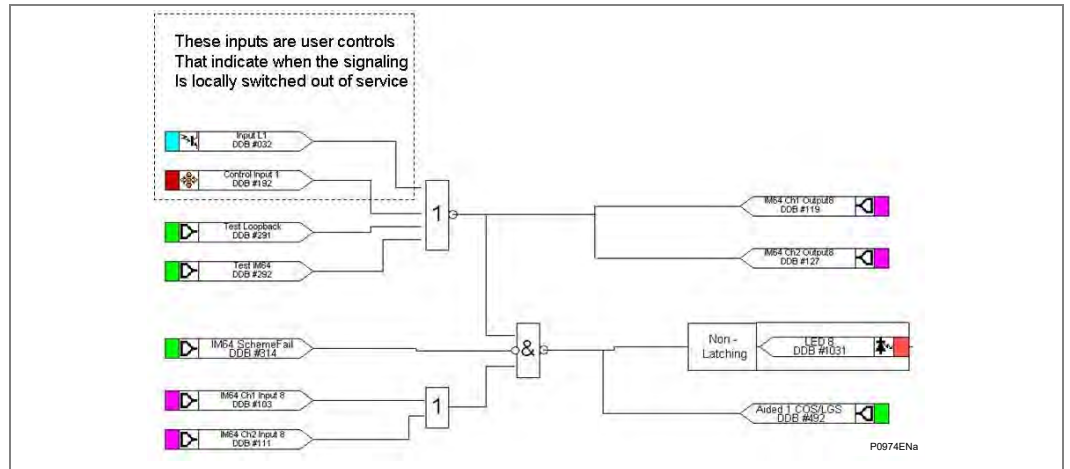 These inputs are user controls
That indicate when the signaling
Is locally switched out of service
Input L1
DDB #032
Control Input 1
DDB #192
Test Loopback
DDB #291
Test IM64
DDB #292
1
IM64 Ch1 Output8
DDB #119
IM64 Ch2 Output8
DDB #127
IM64 SchemeFail
DDB #314
&
Non -
Latching
LED 8
DDB #1031
IM64 Ch1 Input 8
DDB #103
1
IM64 Ch2 Input 8
DDB #111
Aided 1 COS/LGS
DDB #492
P0974ENa